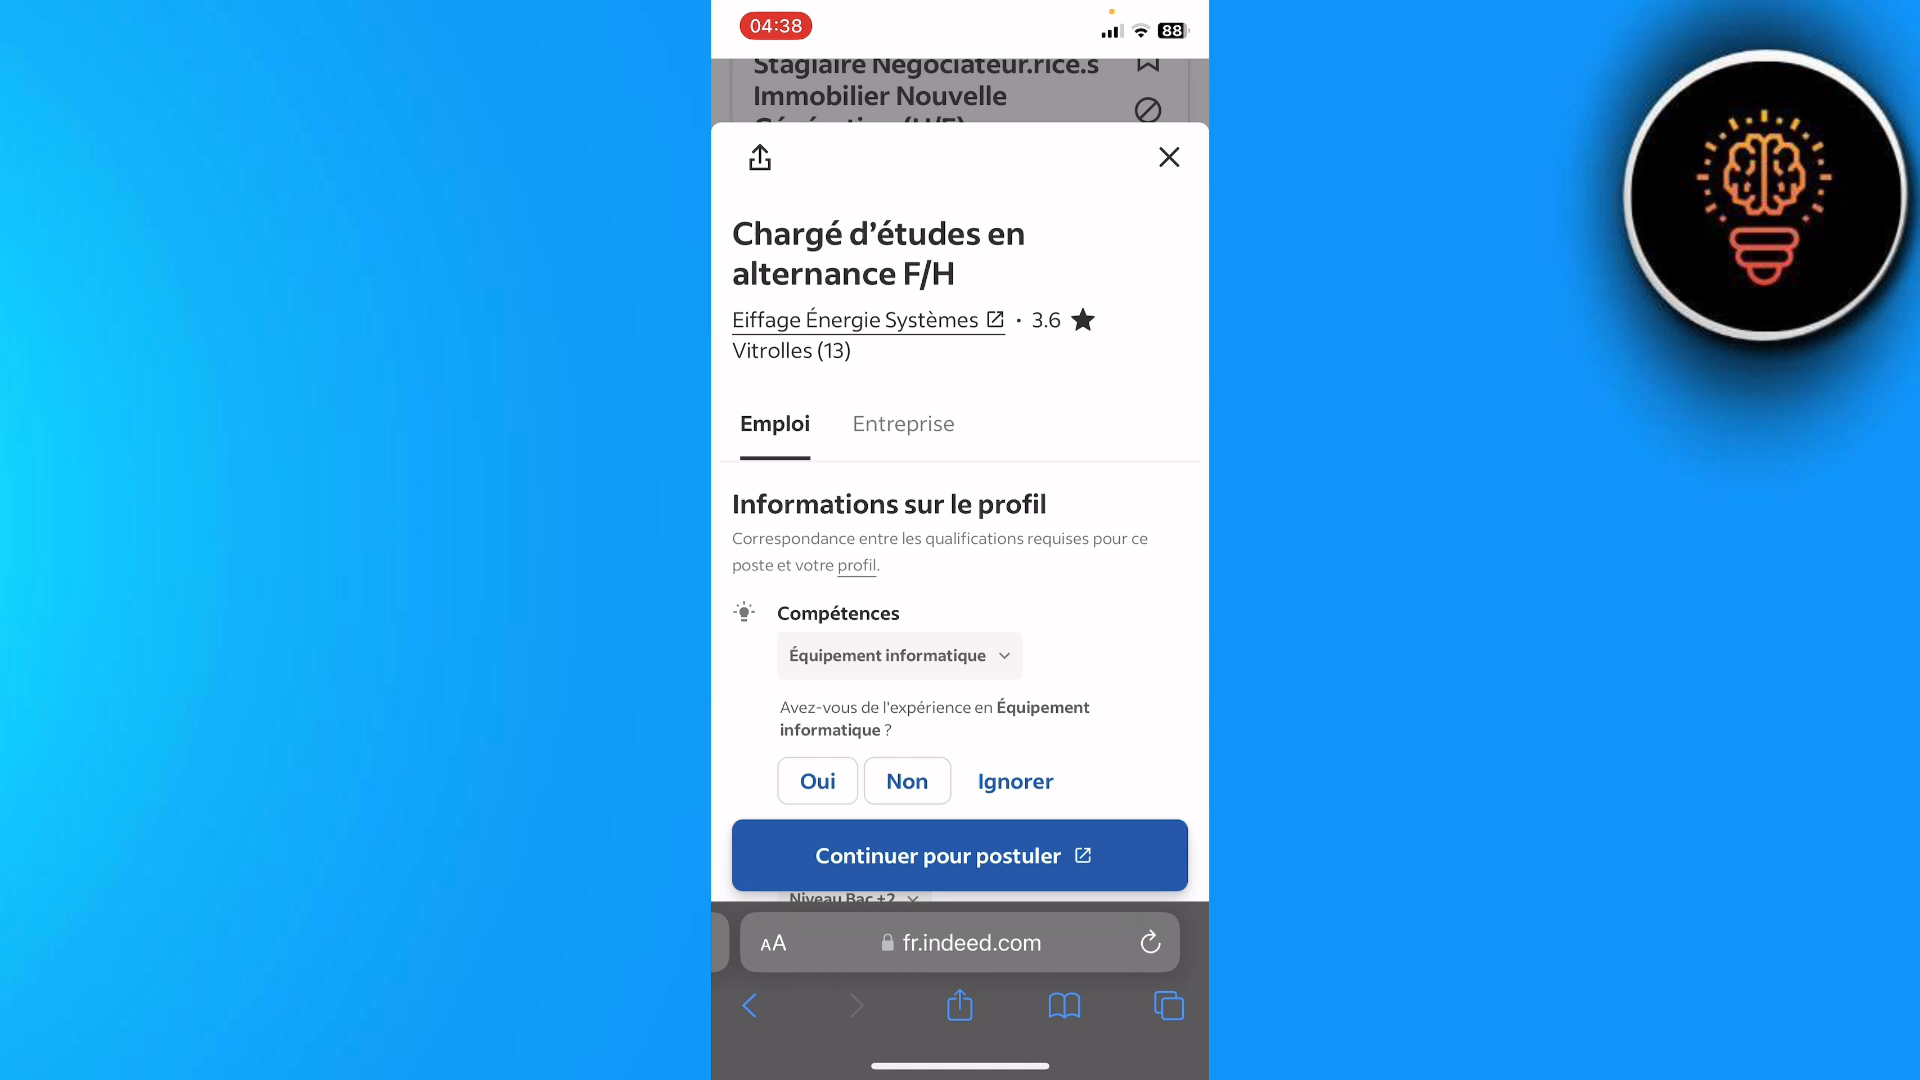 04:38
88
Stagiaire Négociateur.rice.s
Immobilier Nouvelle
Génération (H/F)
Chargé d’études en
alternance F/H
Eiffage Énergie Systèmes · 3.6
Vitrolles (13)
Emploi Entreprise
Informations sur le profil
Correspondance entre les qualifications requises pour ce
poste et votre profil.
Compétences
Équipement informatique
Avez-vous de l'expérience en Équipement
informatique ?
Oui Non Ignorer
Continuer pour postuler
Niveau Bac +2
AA fr.indeed.com